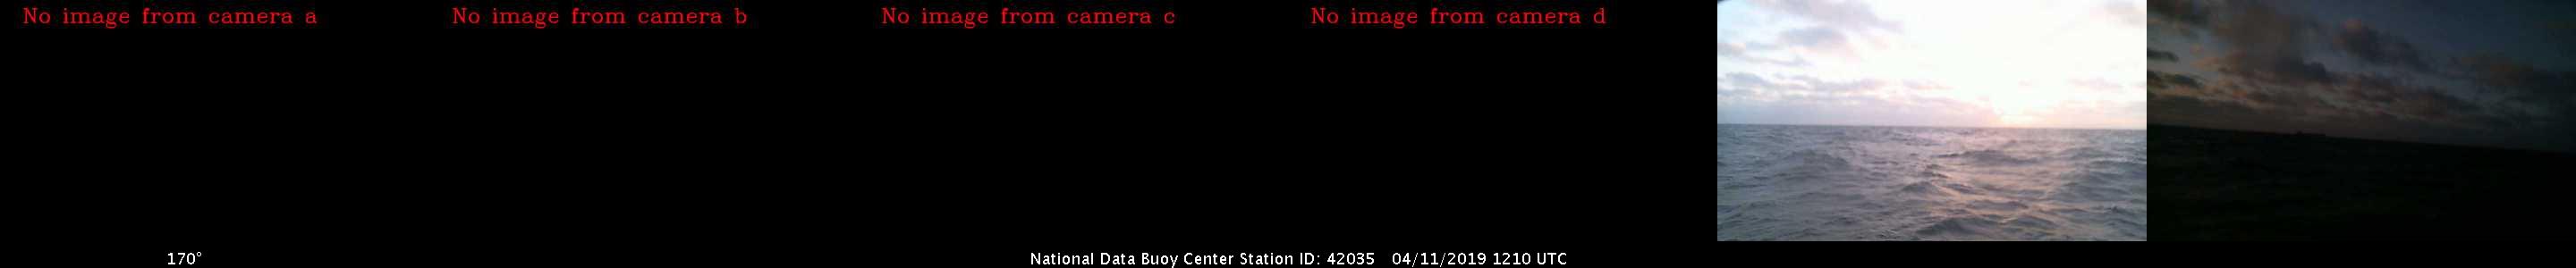 No image from camera a
No image from camera b
No image from camera c
No image from camera d
170°
National Data Buoy Center Station ID: 42035 04/11/2019 1210 UTC